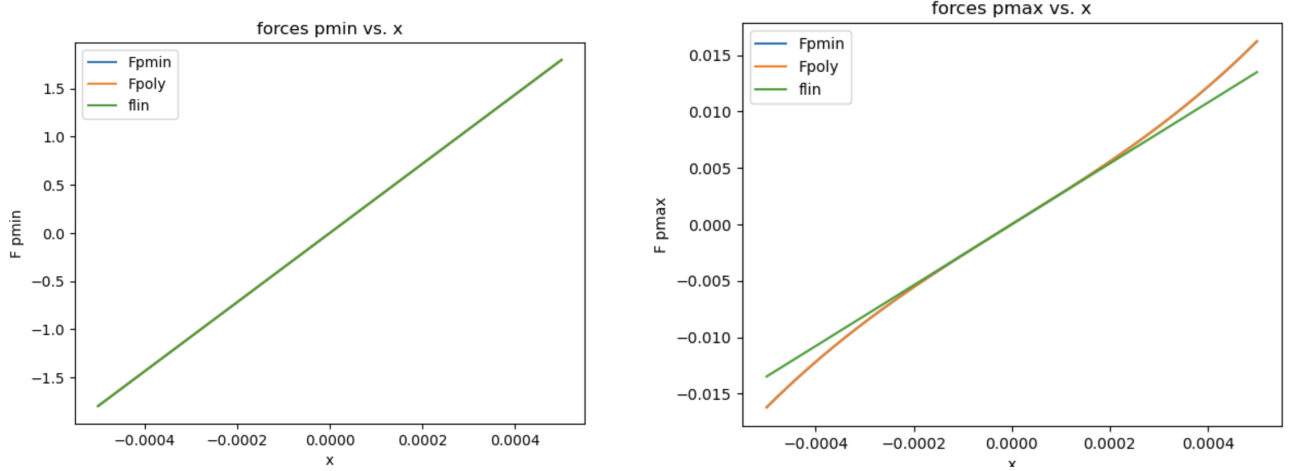 forces pmin vs. x
Fpmin
Fpoly
flin
F pmin
1.5
1.0
0.5
0.0
−0.5
−1.0
−1.5
−0.0004
−0.0002
0.0000
0.0002
0.0004
x
forces pmax vs. x
Fpmin
Fpoly
flin
F pmax
0.015
0.010
0.005
0.000
−0.005
−0.010
−0.015
−0.0004
−0.0002
0.0000
0.0002
0.0004
x